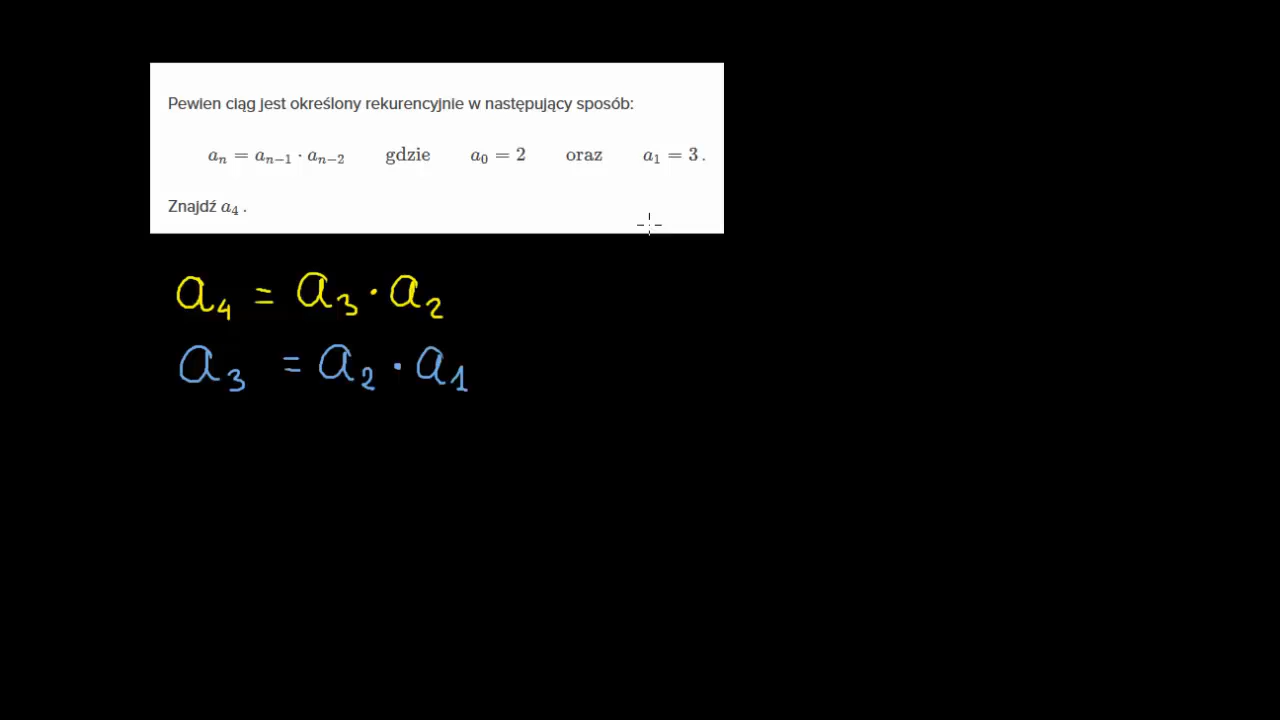 Pewien ciąg jest określony rekurencyjnie w następujący sposób:
aₙ = aₙ₋₁ · aₙ₋₂ gdzie a₀ = 2 oraz a₁ = 3 .
Znajdź a₄ .
a₄ = a₃ · a₂
a₃ = a₂ · a₁